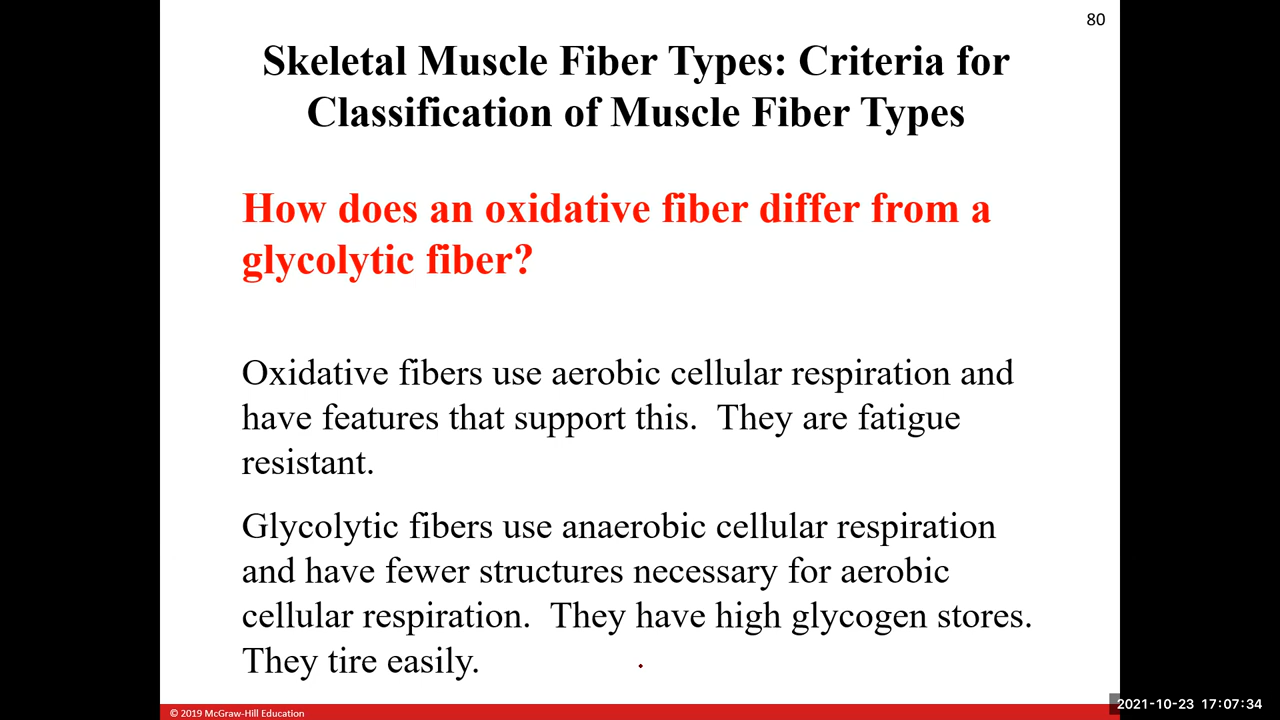 80
Skeletal Muscle Fiber Types: Criteria for
Classification of Muscle Fiber Types
How does an oxidative fiber differ from a
glycolytic fiber?
Oxidative fibers use aerobic cellular respiration and
have features that support this.  They are fatigue
resistant.
Glycolytic fibers use anaerobic cellular respiration
and have fewer structures necessary for aerobic
cellular respiration.  They have high glycogen stores.
They tire easily.
© 2019 McGraw-Hill Education
2021-10-23 17:07:34